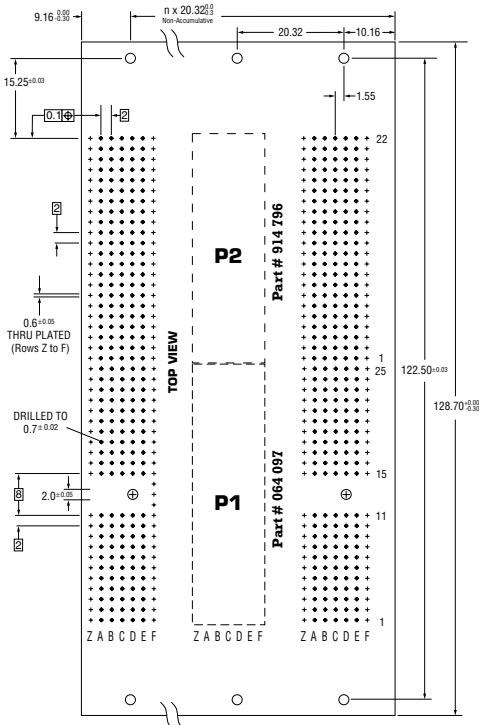 9.16 0.00 -0.30
n x 20.32 0.0 -0.3
Non-Accumulative
20.32
10.16
15.25±0.03
1.55
0.1
2
22
2
P2
Part # 914 796
0.6±0.05
THRU PLATED
(Rows Z to F)
TOP VIEW
1
25
122.50±0.03
128.70+0.00 -0.30
DRILLED TO
0.7±0.02
15
8
2.0±0.05
P1
Part # 064 097
11
2
1
Z A B C D E F
Z A B C D E F
Z A B C D E F